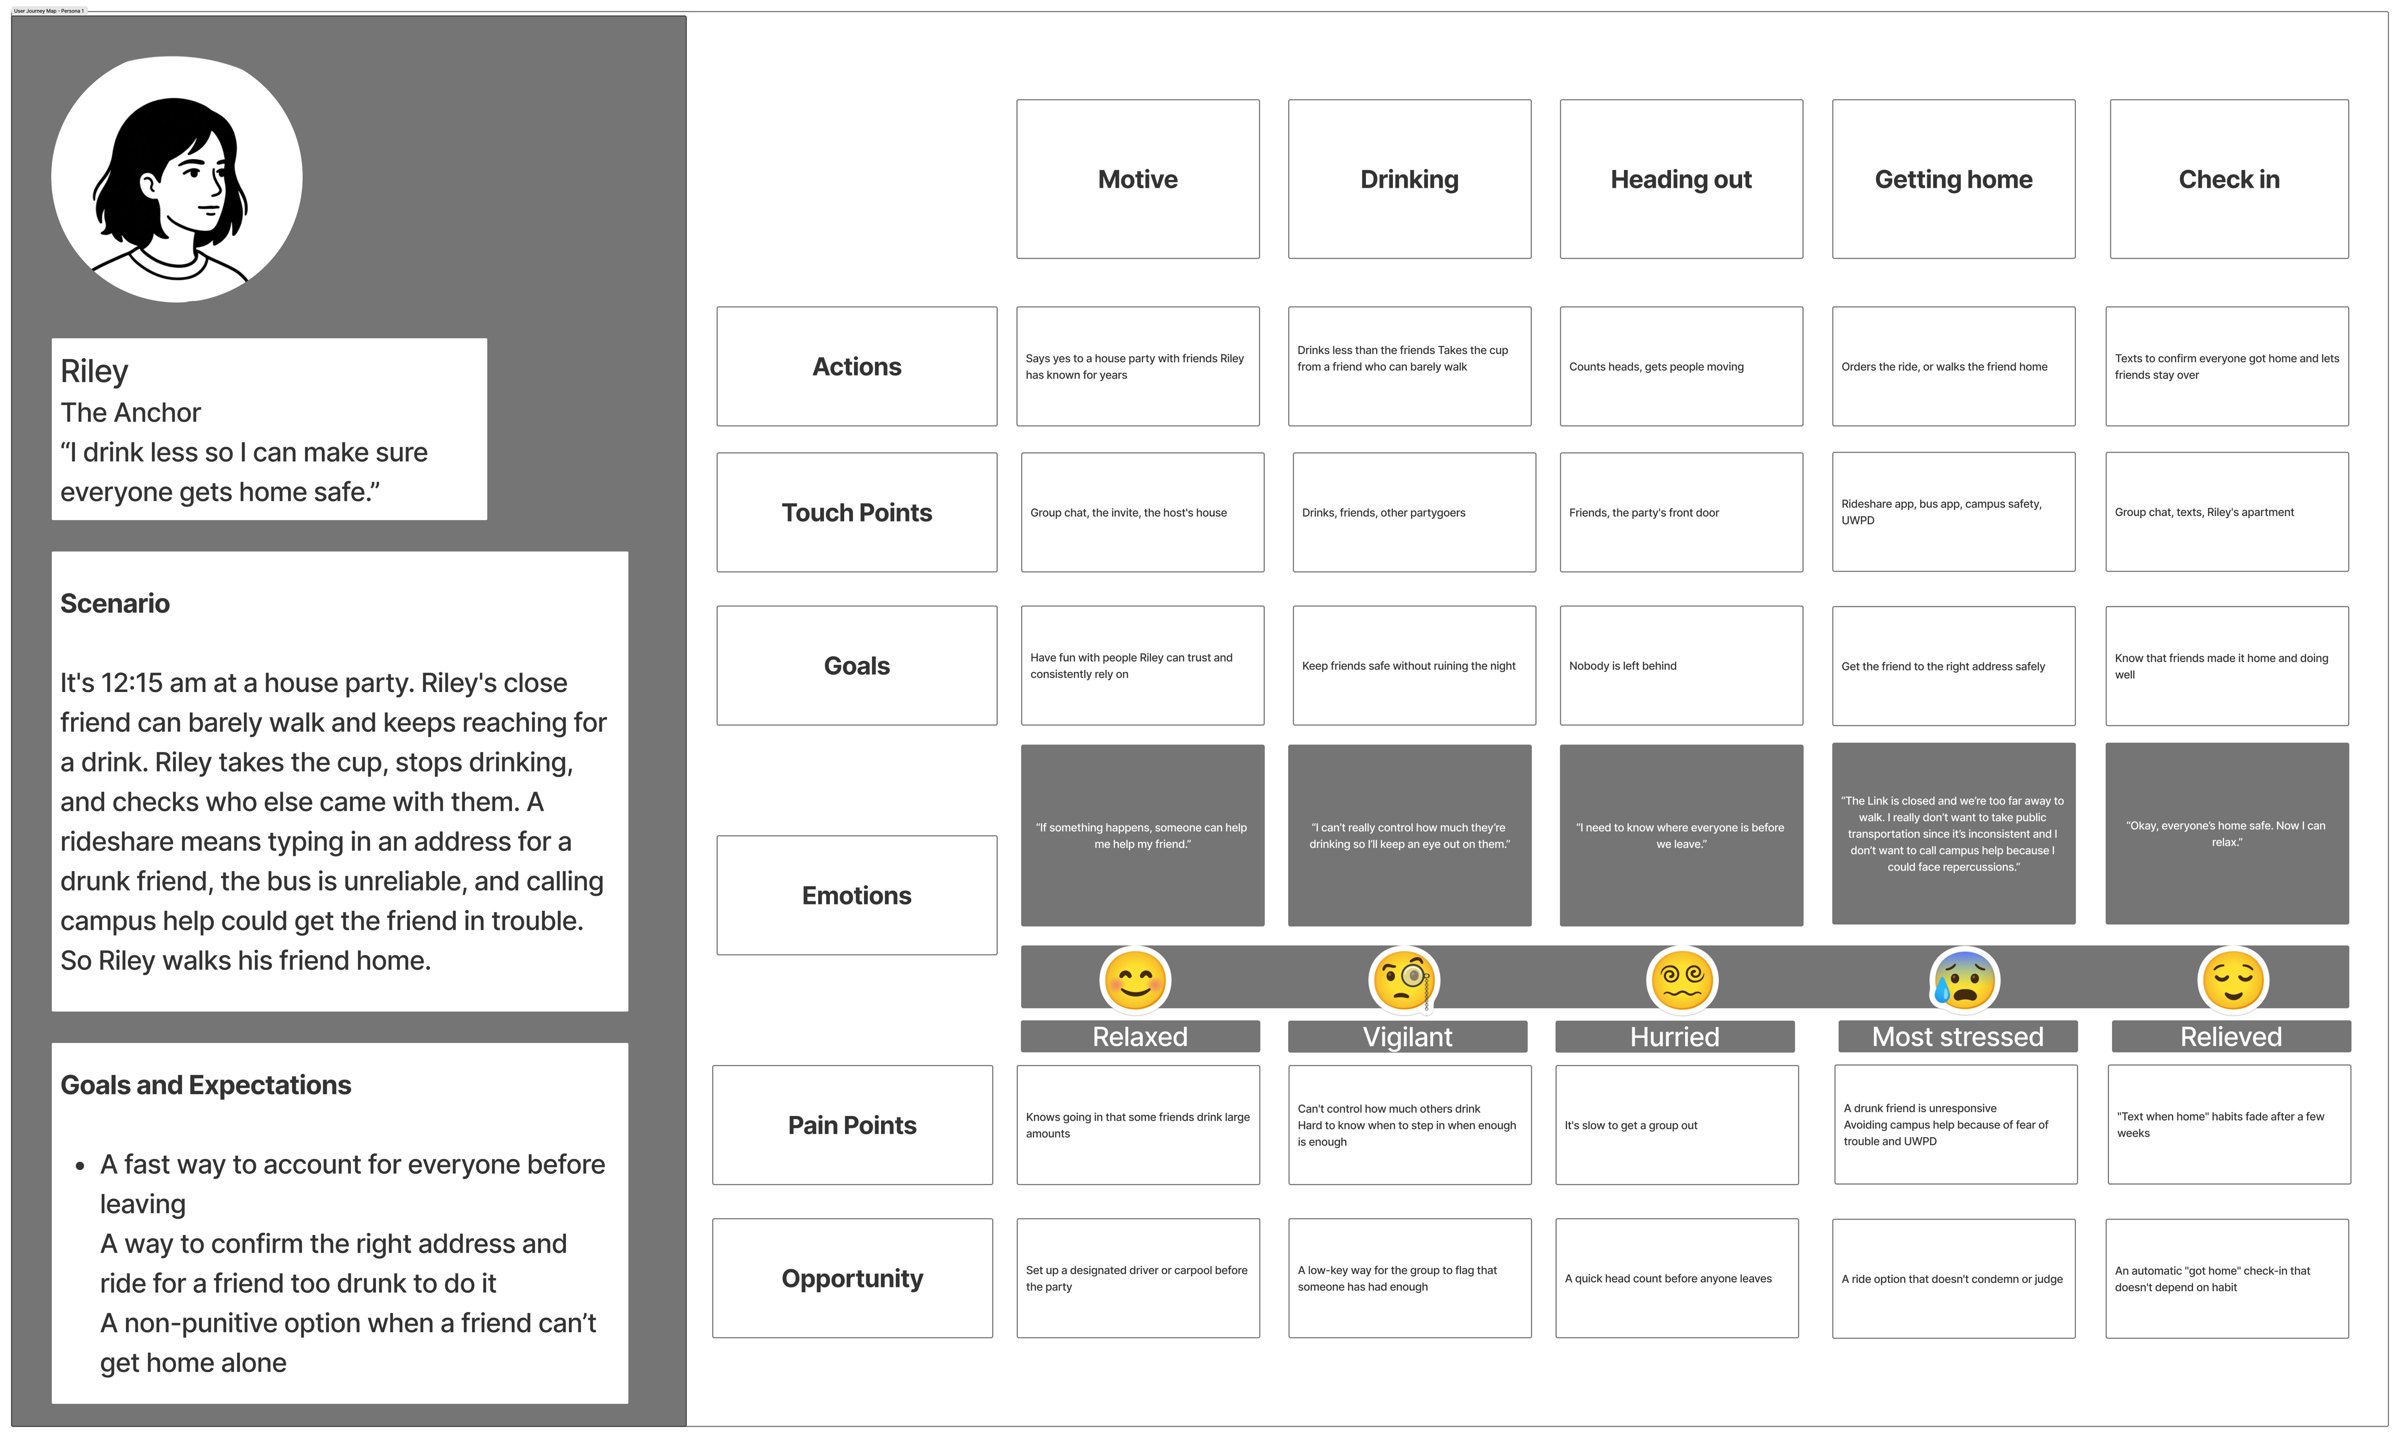 User Journey Map - Persona 1
Riley
The Anchor
“I drink less so I can make sure
everyone gets home safe.”
Scenario
It's 12:15 am at a house party. Riley's close
friend can barely walk and keeps reaching for
a drink. Riley takes the cup, stops drinking,
and checks who else came with them. A
rideshare means typing in an address for a
drunk friend, the bus is unreliable, and calling
campus help could get the friend in trouble.
So Riley walks his friend home.
Goals and Expectations
• A fast way to account for everyone before
leaving
A way to confirm the right address and
ride for a friend too drunk to do it
A non-punitive option when a friend can’t
get home alone
Motive
Drinking
Heading out
Getting home
Check in
Actions
Says yes to a house party with friends Riley
has known for years
Drinks less than the friends Takes the cup
from a friend who can barely walk
Counts heads, gets people moving
Orders the ride, or walks the friend home
Texts to confirm everyone got home and lets
friends stay over
Touch Points
Group chat, the invite, the host's house
Drinks, friends, other partygoers
Friends, the party's front door
Rideshare app, bus app, campus safety,
UWPD
Group chat, texts, Riley's apartment
Goals
Have fun with people Riley can trust and
consistently rely on
Keep friends safe without ruining the night
Nobody is left behind
Get the friend to the right address safely
Know that friends made it home and doing
well
Emotions
“If something happens, someone can help
me help my friend.”
“I can’t really control how much they’re
drinking so I’ll keep an eye out on them.”
“I need to know where everyone is before
we leave.”
“The Link is closed and we’re too far away to
walk. I really don’t want to take public
transportation since it’s inconsistent and I
don’t want to call campus help because I
could face repercussions.”
“Okay, everyone’s home safe. Now I can
relax.”
Relaxed
Vigilant
Hurried
Most stressed
Relieved
Pain Points
Knows going in that some friends drink large
amounts
Can't control how much others drink
Hard to know when to step in when enough
is enough
It's slow to get a group out
A drunk friend is unresponsive
Avoiding campus help because of fear of
trouble and UWPD
"Text when home" habits fade after a few
weeks
Opportunity
Set up a designated driver or carpool before
the party
A low-key way for the group to flag that
someone has had enough
A quick head count before anyone leaves
A ride option that doesn't condemn or judge
An automatic "got home" check-in that
doesn't depend on habit